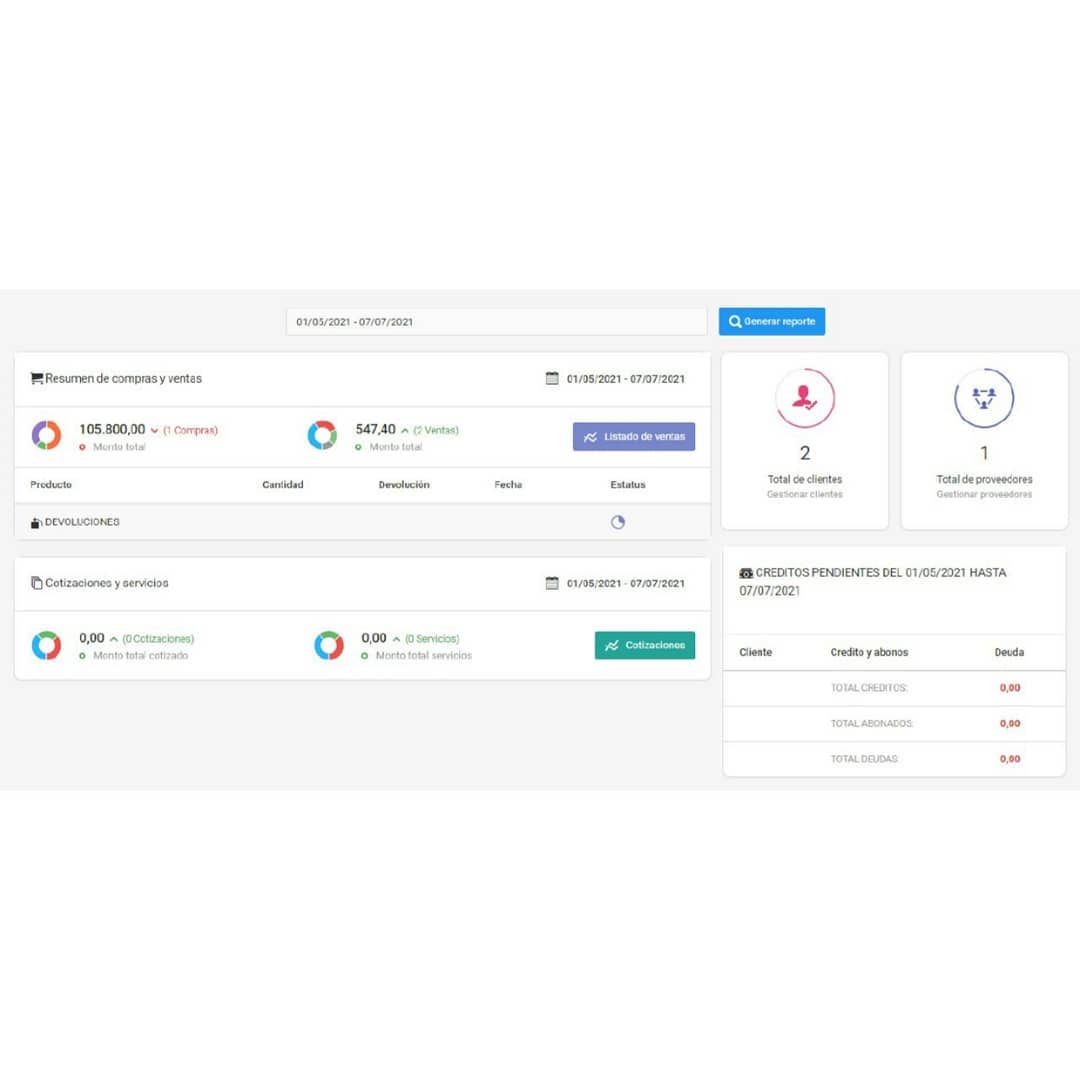 01/05/2021 - 07/07/2021
Generar reporte
Resumen de compras y ventas
01/05/2021 - 07/07/2021
105.800,00 (1 Compras)
Monto total
547,40 (2 Ventas)
Monto total
Listado de ventas
Producto Cantidad Devolución Fecha Estatus
DEVOLUCIONES
Cotizaciones y servicios
01/05/2021 - 07/07/2021
0,00 (0 Cotizaciones)
Monto total cotizado
0,00 (0 Servicios)
Monto total servicios
Cotizaciones
2
Total de clientes
Gestionar clientes
1
Total de proveedores
Gestionar proveedores
CREDITOS PENDIENTES DEL 01/05/2021 HASTA
07/07/2021
Cliente Credito y abonos Deuda
TOTAL CREDITOS: 0,00
TOTAL ABONADOS: 0,00
TOTAL DEUDAS: 0,00